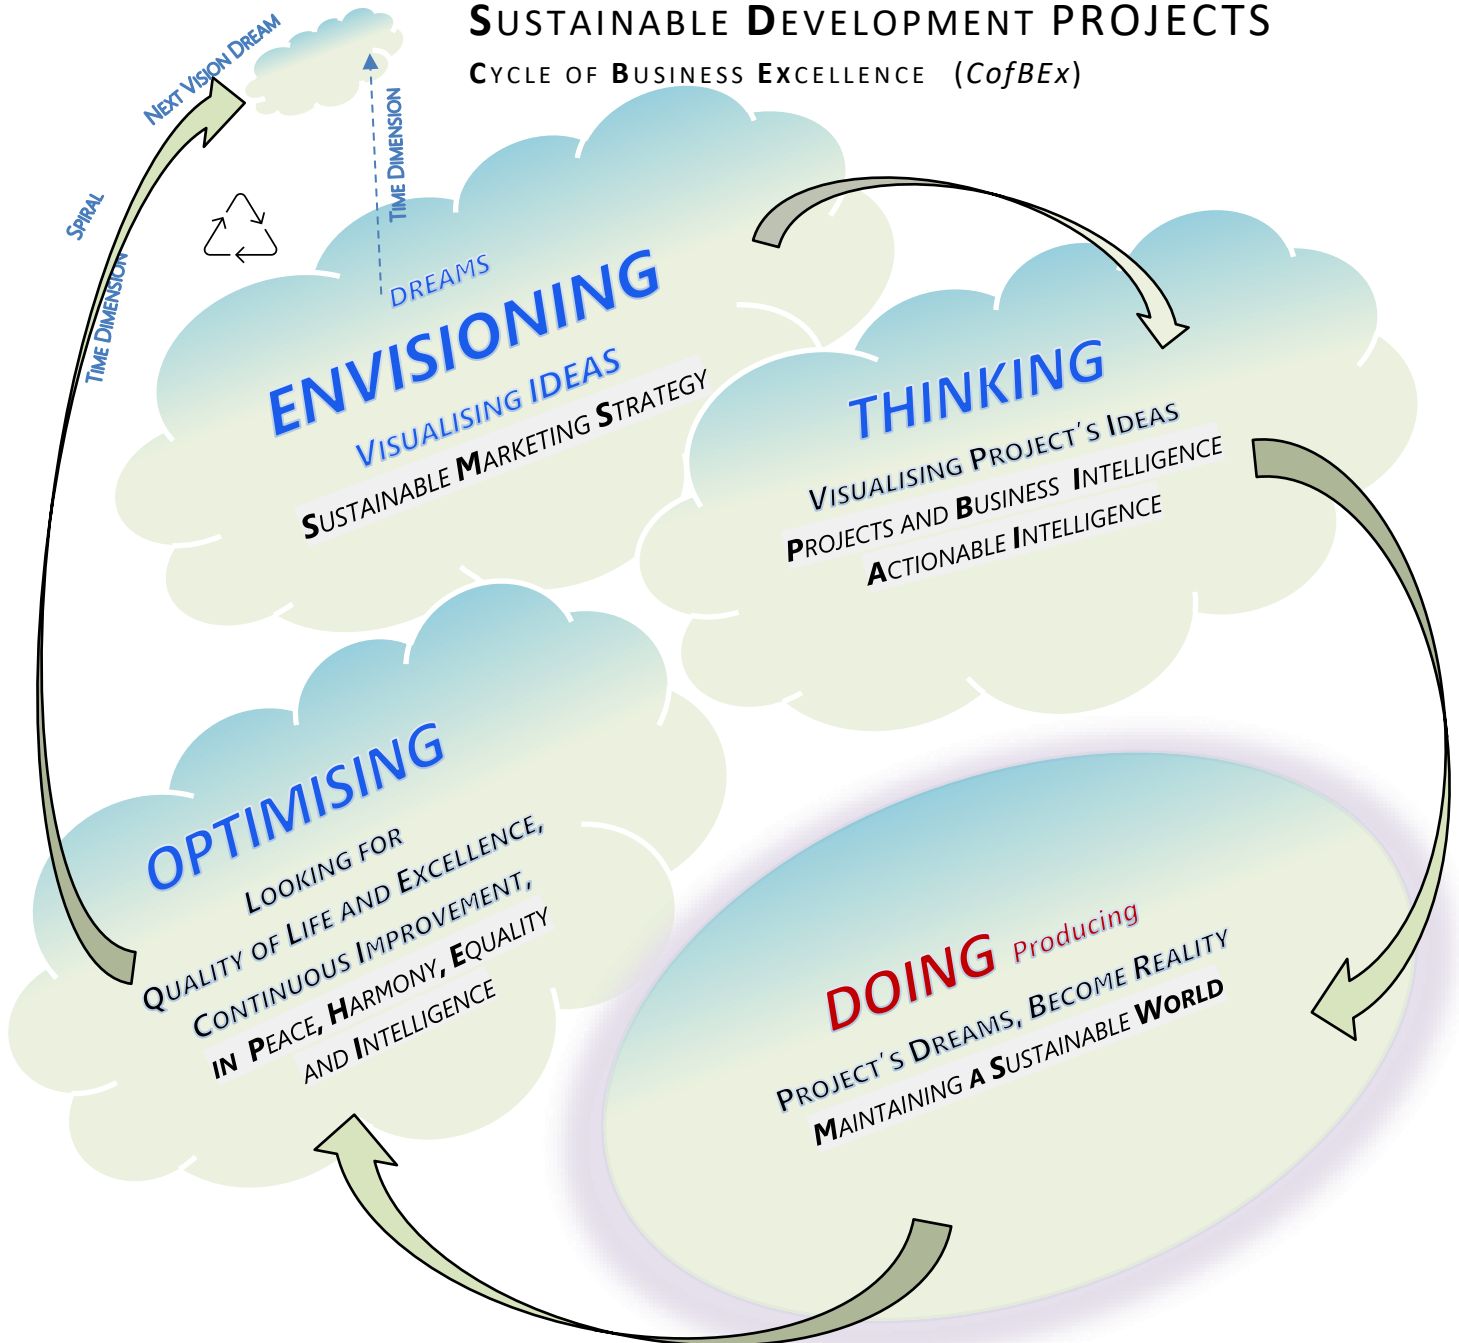 SUSTAINABLE DEVELOPMENT PROJECTS
CYCLE OF BUSINESS EXCELLENCE (CofBEx)
NEXT VISION DREAM
TIME DIMENSION
SPIRAL
TIME DIMENSION
DREAMS
ENVISIONING
VISUALISING IDEAS
SUSTAINABLE MARKETING STRATEGY
THINKING
VISUALISING PROJECT'S IDEAS
PROJECTS AND BUSINESS INTELLIGENCE
ACTIONABLE INTELLIGENCE
OPTIMISING
LOOKING FOR
QUALITY OF LIFE AND EXCELLENCE,
CONTINUOUS IMPROVEMENT,
IN PEACE, HARMONY, EQUALITY
AND INTELLIGENCE
DOING Producing
PROJECT'S DREAMS, BECOME REALITY
MAINTAINING A SUSTAINABLE WORLD